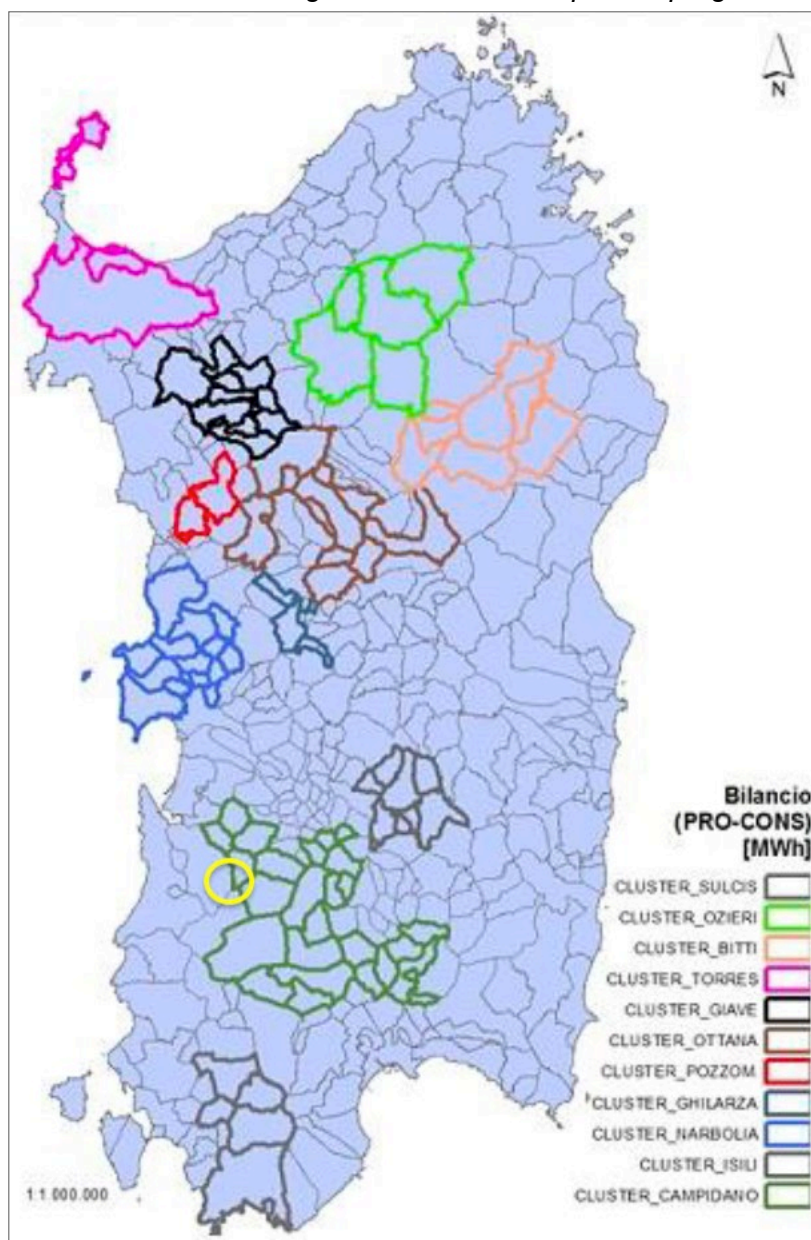 N
Bilancio
(PRO-CONS)
[MWh]
CLUSTER_SULCIS
CLUSTER_OZIERI
CLUSTER_BITTI
CLUSTER_TORRES
CLUSTER_GIAVE
CLUSTER_OTTANA
CLUSTER_POZZOM
CLUSTER_GHILARZA
CLUSTER_NARBOLIA
CLUSTER_ISILI
CLUSTER_CAMPIDANO
1:1 000.000